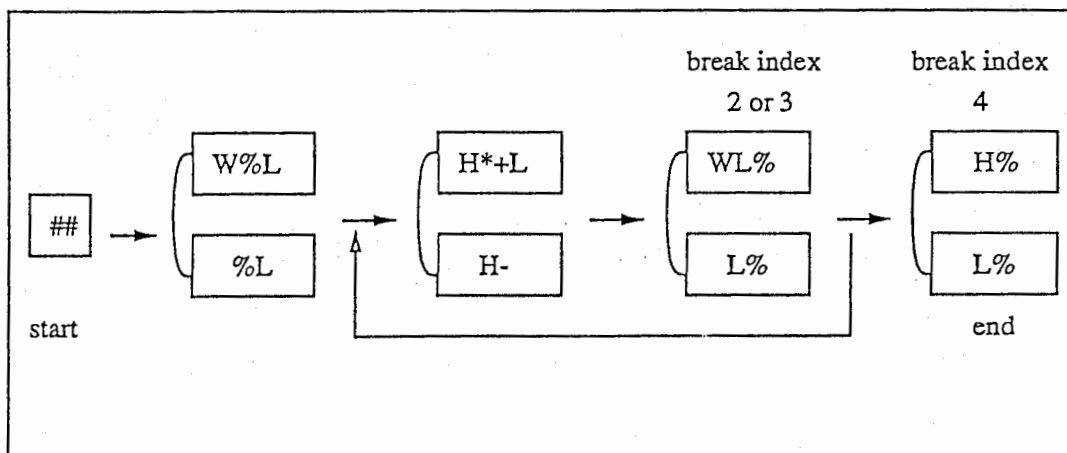 break index break index
2 or 3 4
W%L H*+L WL% H%
##
%L H- L% L%
start end